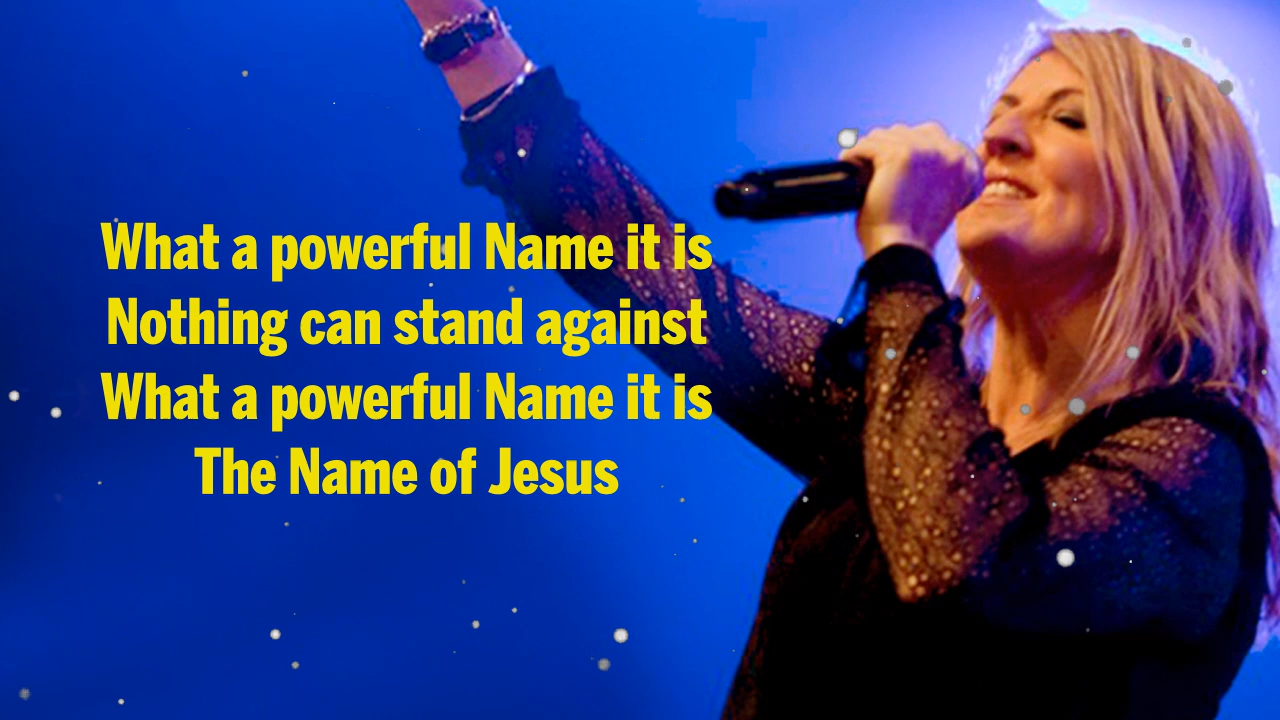 What a powerful Name it is
Nothing can stand against
What a powerful Name it is
The Name of Jesus